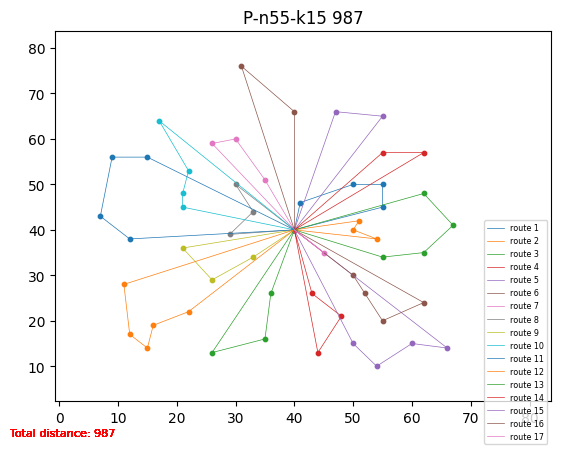 P-n55-k15 987
80
70
60
50
40
30
20
10
0 10 20 30 40 50 60 70 80
route 1
route 2
route 3
route 4
route 5
route 6
route 7
route 8
route 9
route 10
route 11
route 12
route 13
route 14
route 15
route 16
route 17
Total distance: 987